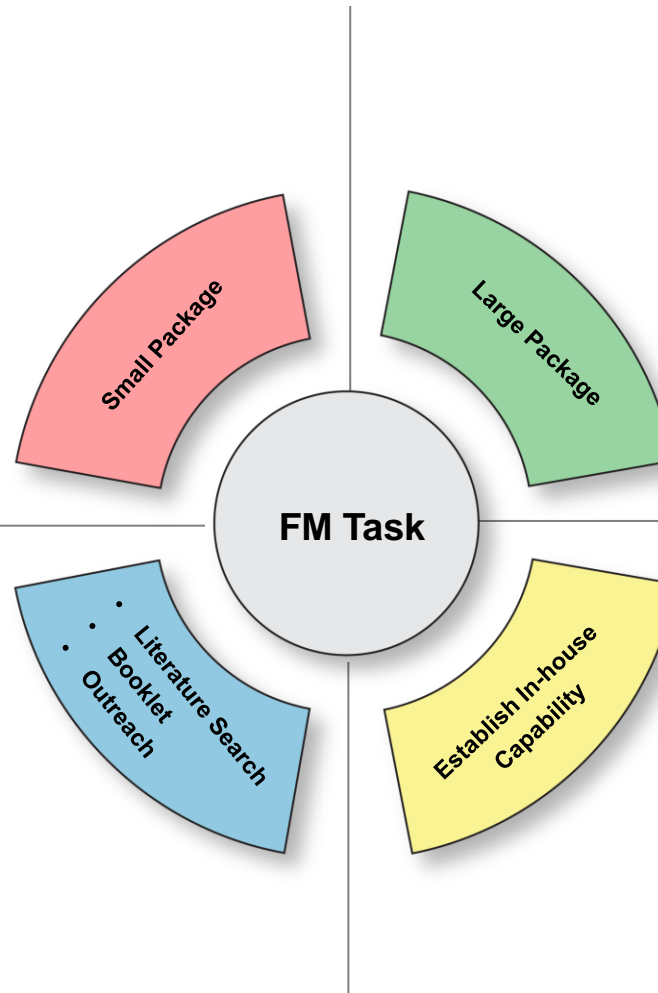 Small Package
Large Package
FM Task
• Literature Search
• Booklet
• Outreach
Establish In-house
Capability